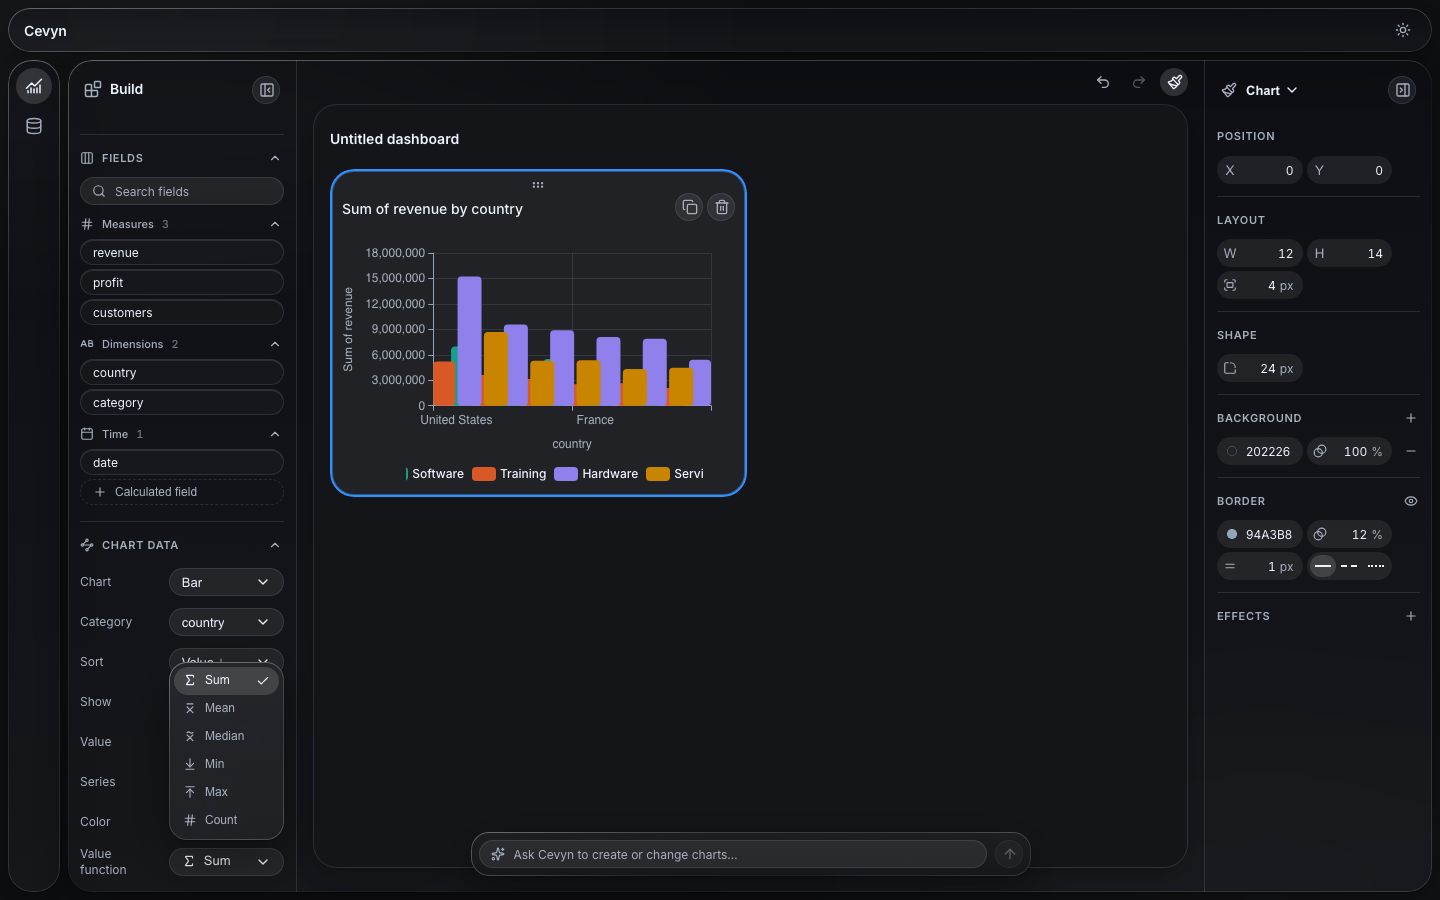 Cevyn
Build
FIELDS
Search fields
Measures 3
revenue
profit
customers
AB Dimensions 2
country
category
Time 1
date
Calculated field
CHART DATA
Chart Bar
Category country
Sort Value
Show
Value
Series
Color
Sum
Mean
Median
Min
Max
Count
Value function Sum
Untitled dashboard
Sum of revenue by country
Sum of revenue
18,000,000
15,000,000
12,000,000
9,000,000
6,000,000
3,000,000
0
United States France
country
Software Training Hardware Servi
Ask Cevyn to create or change charts...
Chart
POSITION
X 0 Y 0
LAYOUT
W 12 H 14
4 px
SHAPE
24 px
BACKGROUND
202226 100 %
BORDER
94A3B8 12 %
1 px
EFFECTS